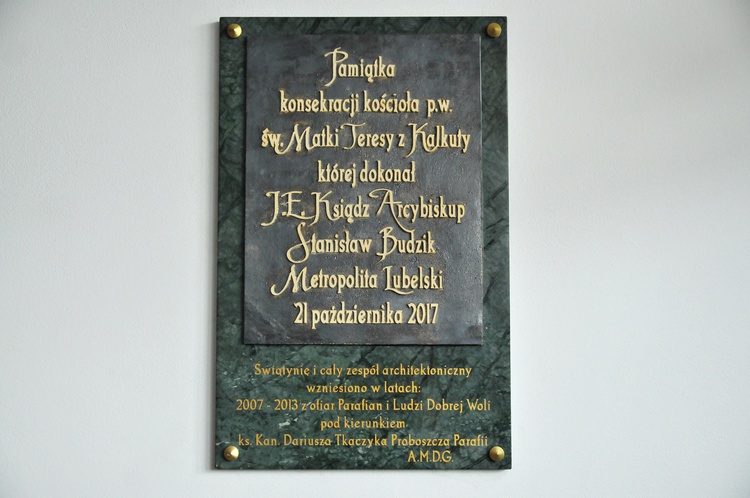 Pamiątka
konsekracji kościoła p.w.
św. Matki Teresy z Kalkuty
której dokonał
J.E. Ksiądz Arcybiskup
Stanisław Budzik
Metropolita Lubelski
21 października 2017
Świątynię i cały zespół architektoniczny
wzniesiono w latach:
2007 - 2013 z ofiar Parafian i Ludzi Dobrej Woli
pod kierunkiem
ks. Kan. Dariusza Tkaczyka Proboszcza Parafii
A.M.D.G.